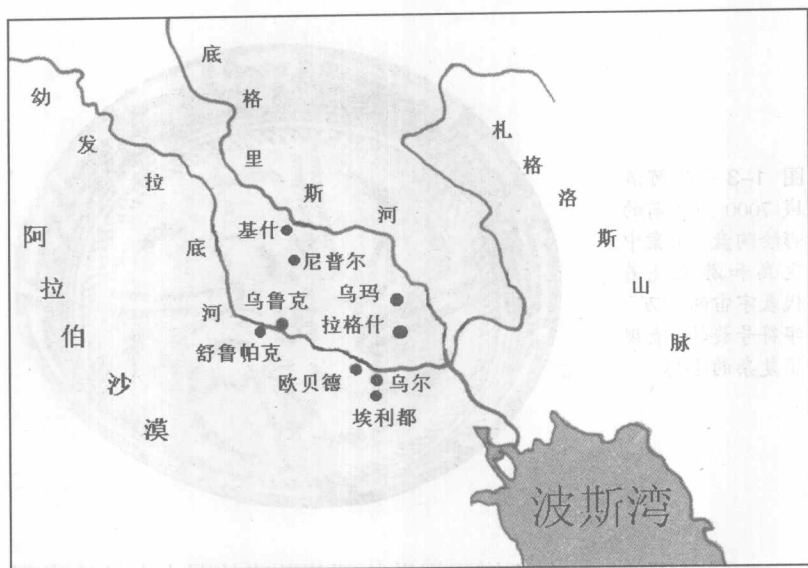 底格里斯河
幼发拉底河
札格洛斯山脉
阿拉伯沙漠
基什
尼普尔
乌鲁克
乌玛
拉格什
舒鲁帕克
欧贝德
乌尔
埃利都
波斯湾